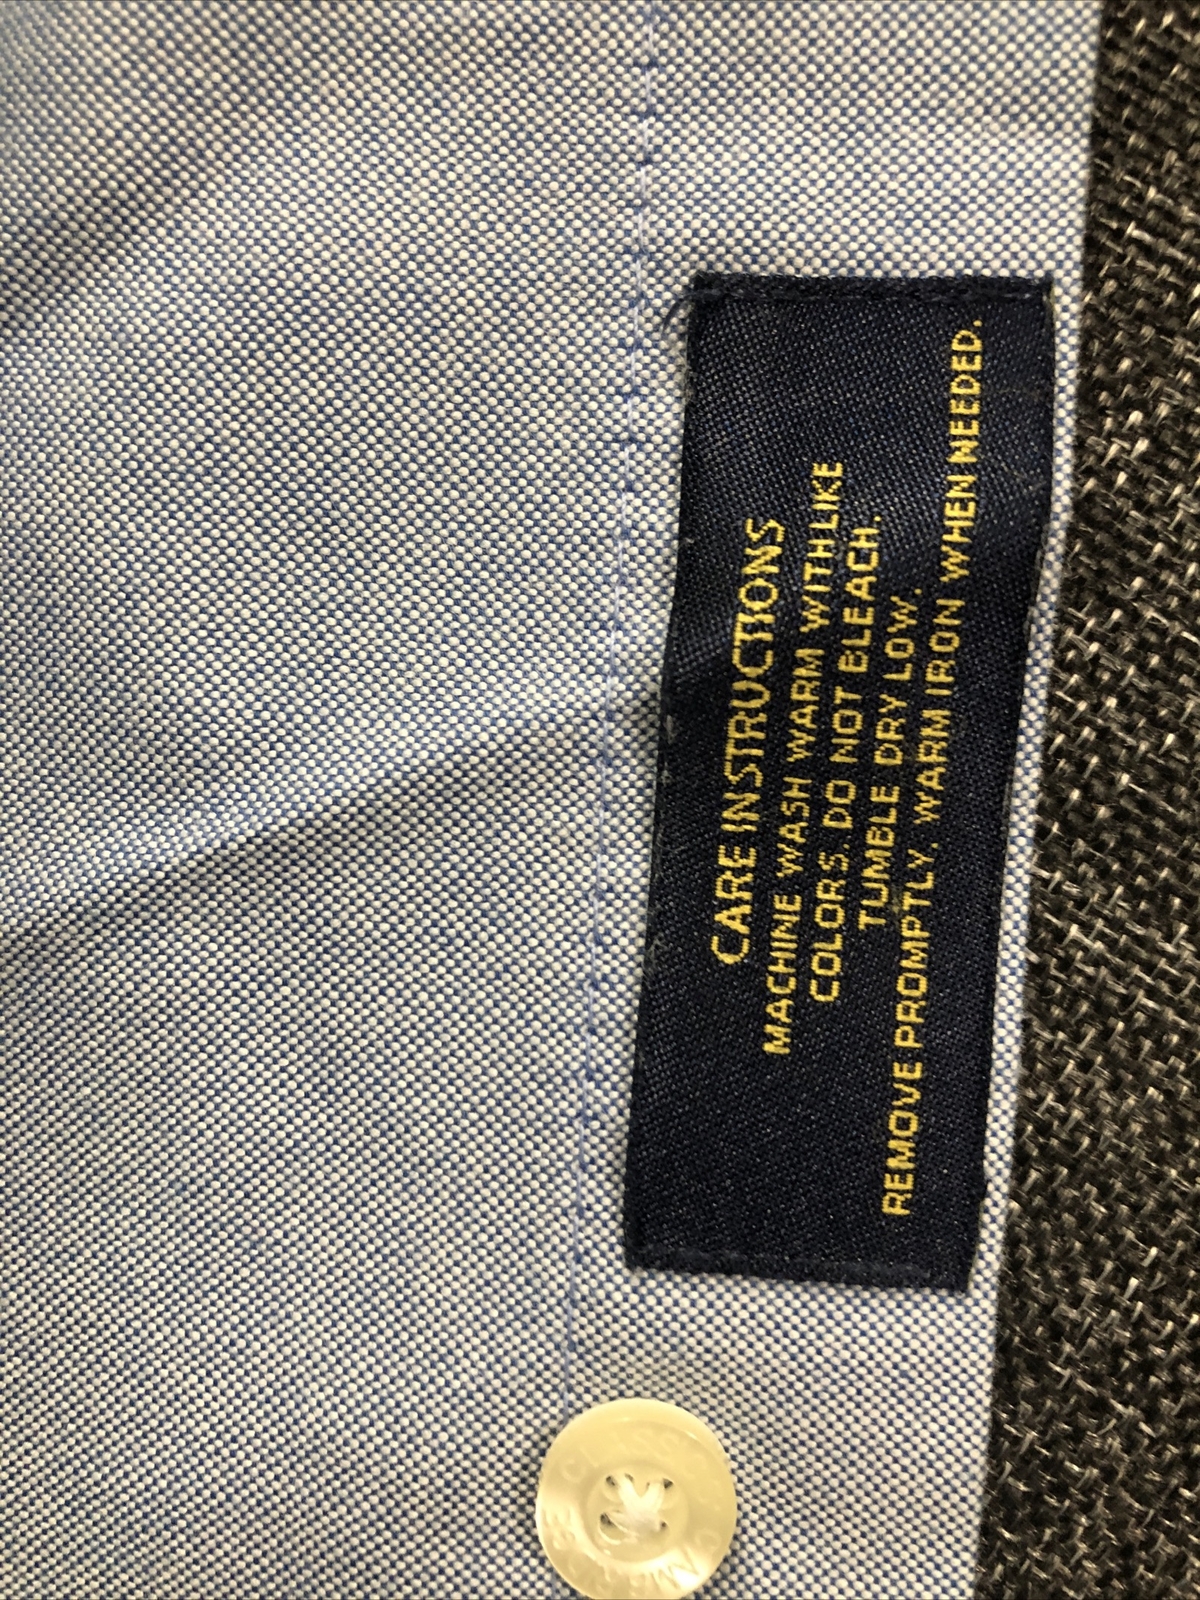 CARE INSTRUCTIONS
MACHINE WASH WARM WITH LIKE
COLORS. DO NOT BLEACH.
TUMBLE DRY LOW.
REMOVE PROMPTLY. WARM IRON WHEN NEEDED.
CLASSIC